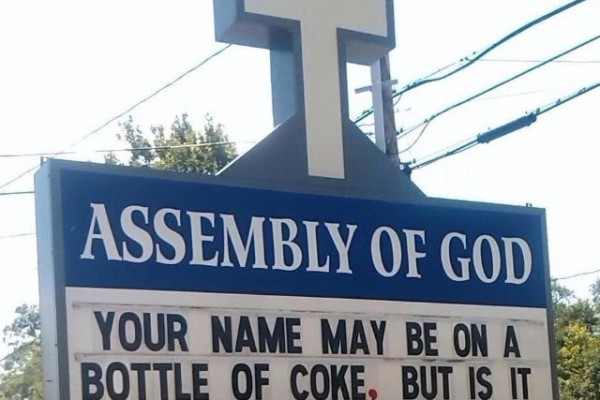 ASSEMBLY OF GOD
YOUR NAME MAY BE ON A
BOTTLE OF COKE, BUT IS IT